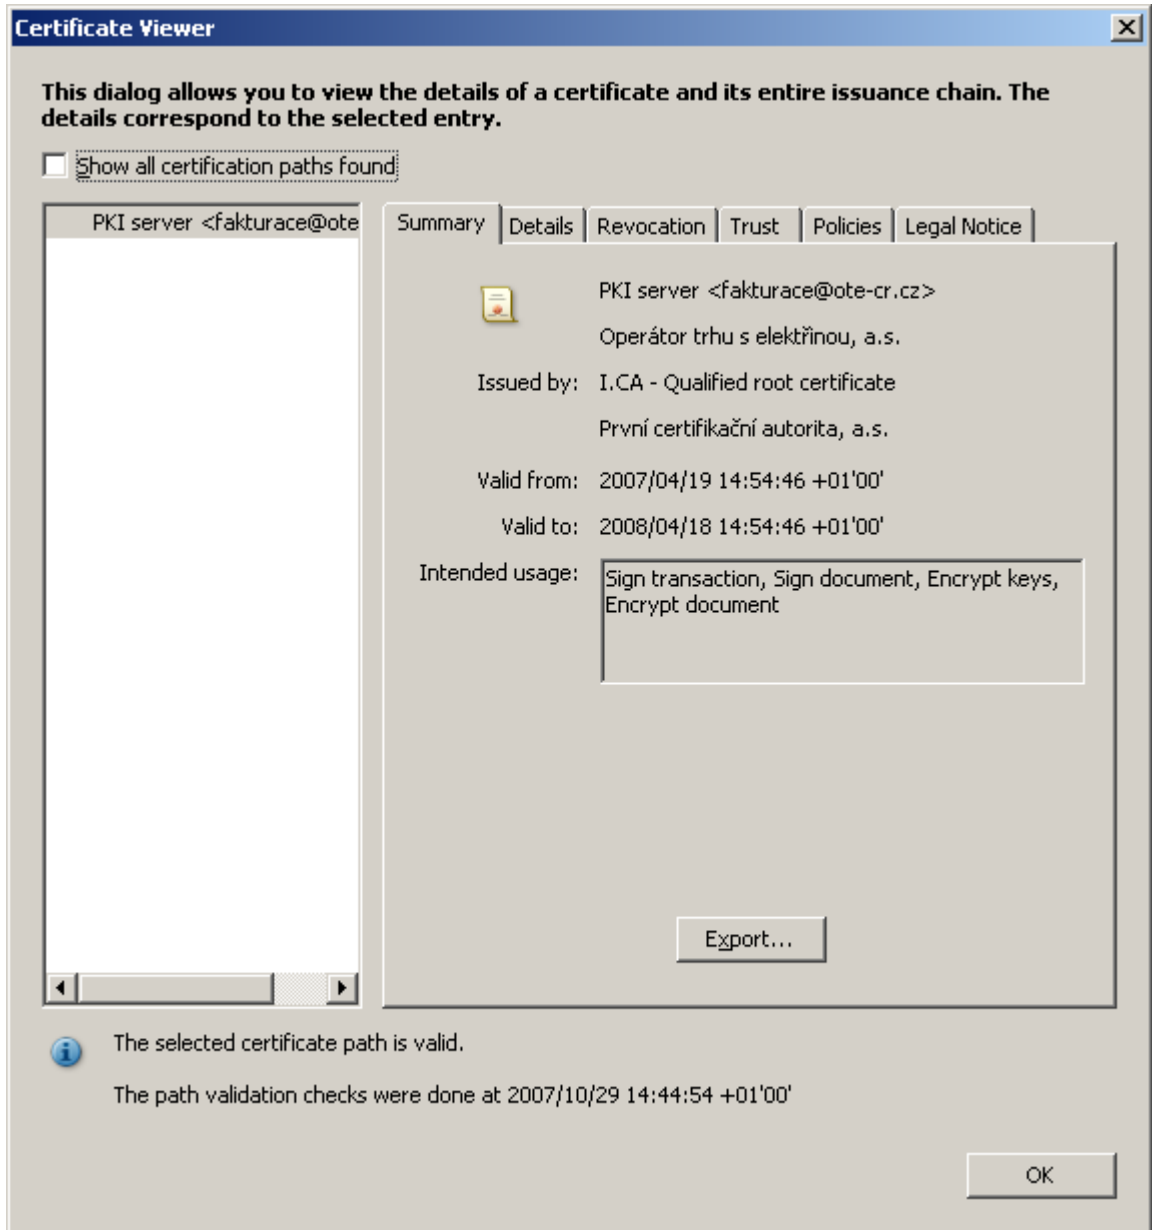 Certificate Viewer
This dialog allows you to view the details of a certificate and its entire issuance chain. The
details correspond to the selected entry.
Show all certification paths found
PKI server <fakturace@ote
Summary Details Revocation Trust Policies Legal Notice
PKI server <fakturace@ote-cr.cz>
Operátor trhu s elektřinou, a.s.
Issued by: I.CA - Qualified root certificate
První certifikační autorita, a.s.
Valid from: 2007/04/19 14:54:46 +01'00'
Valid to: 2008/04/18 14:54:46 +01'00'
Intended usage: Sign transaction, Sign document, Encrypt keys,
Encrypt document
Export...
The selected certificate path is valid.
The path validation checks were done at 2007/10/29 14:44:54 +01'00'
OK